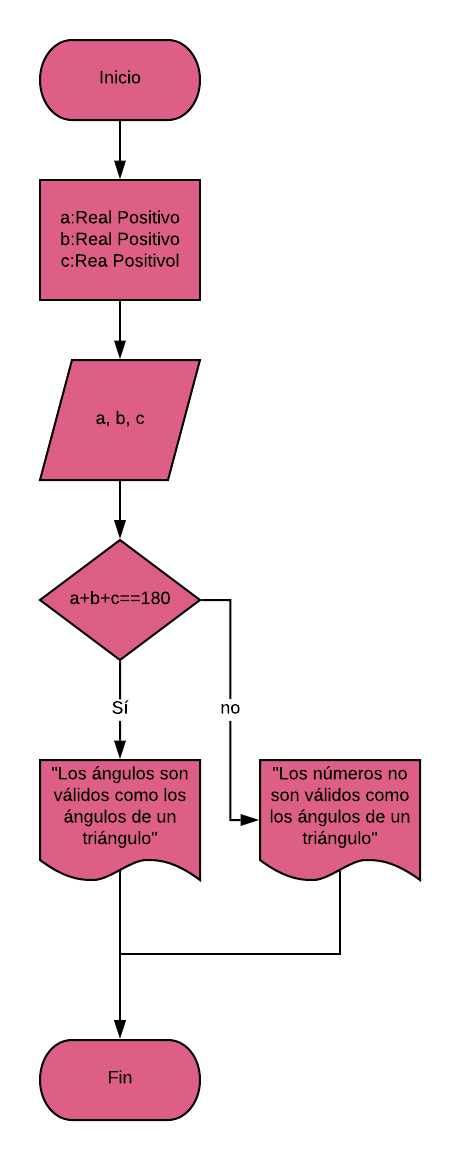 Inicio
a:Real Positivo
b:Real Positivo
c:Rea Positivol
a, b, c
a+b+c==180
Sí
no
"Los ángulos son
válidos como los
ángulos de un
triángulo"
"Los números no
son válidos como
los ángulos de un
triángulo"
Fin